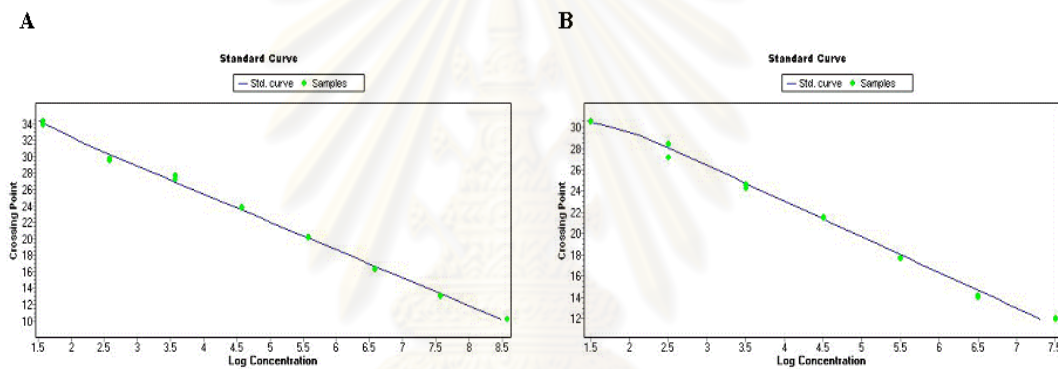 A
B
Standard Curve
Std. curve Samples
34
32
30
28
26
24
22
20
18
16
14
12
10
Crossing Point
1.5 2 2.5 3 3.5 4 4.5 5 5.5 6 6.5 7 7.5 8 8.5
Log Concentration
Standard Curve
Std. curve Samples
30
28
26
24
22
20
18
16
14
12
Crossing Point
1.5 2 2.5 3 3.5 4 4.5 5 5.5 6 6.5 7 7.5
Log Concentration